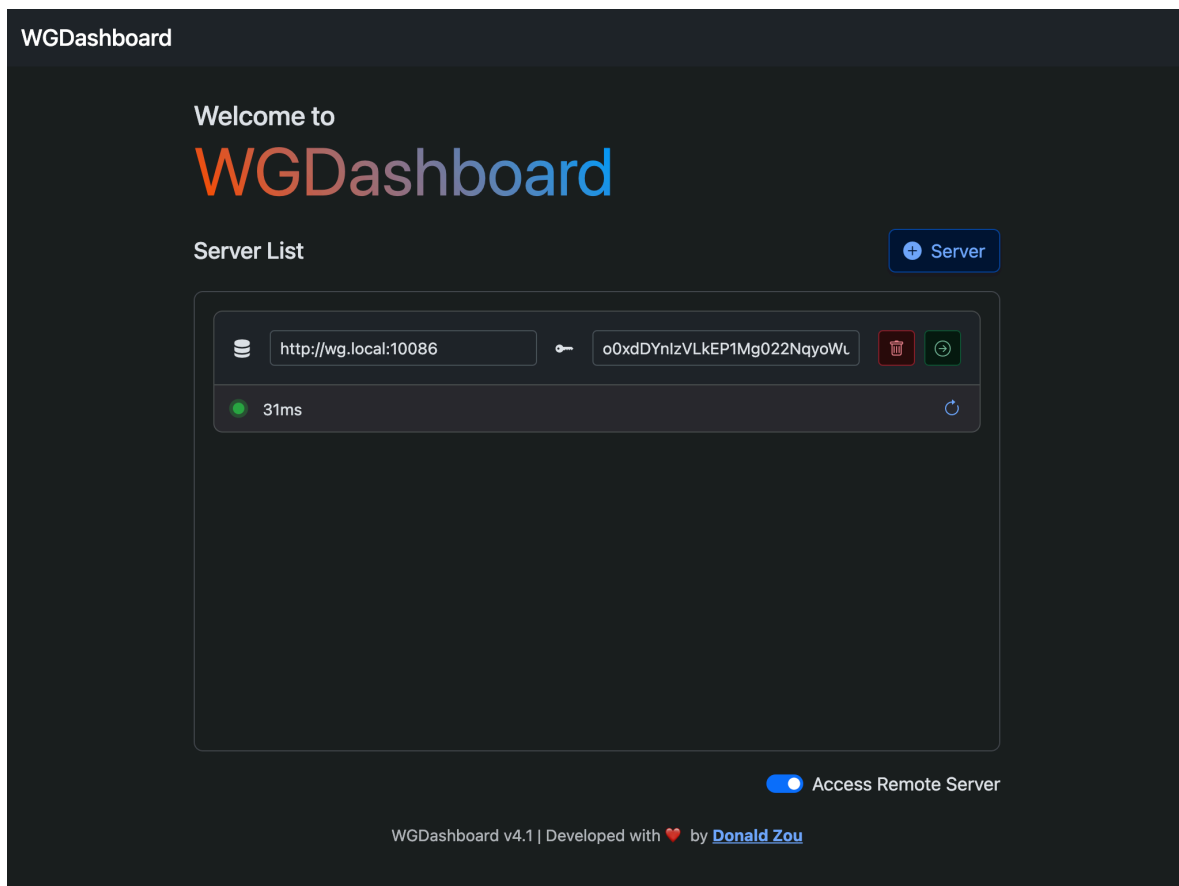 WGDashboard
Welcome to
WGDashboard
Server List
Server
http://wg.local:10086
31ms
Access Remote Server
WGDashboard v4.1 | Developed with ❤️ by Donald Zou